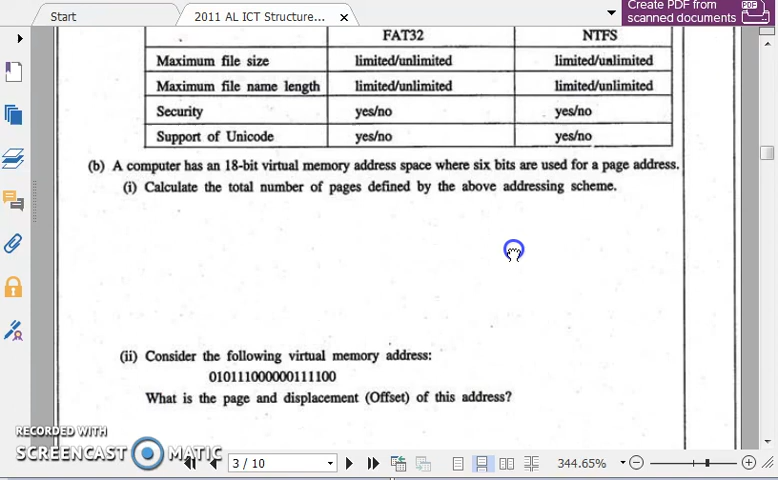 Start
2011 AL ICT Structure...
Create PDF from
scanned documents
PDF
FAT32 NTFS
Maximum file size limited/unlimited limited/unlimited
Maximum file name length limited/unlimited limited/unlimited
Security yes/no yes/no
Support of Unicode yes/no yes/no
(b) A computer has an 18-bit virtual memory address space where six bits are used for a page address.
(i) Calculate the total number of pages defined by the above addressing scheme.
(ii) Consider the following virtual memory address:
010111000000111100
What is the page and displacement (Offset) of this address?
RECORDED WITH
SCREENCAST MATIC
3 / 10
344.65%